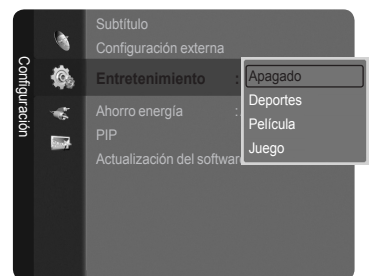 Configuración
Subtítulo
Configuración externa
Entretenimiento :
Apagado
Deportes
Película
Juego
Ahorro energía :
PIP
Actualización del software